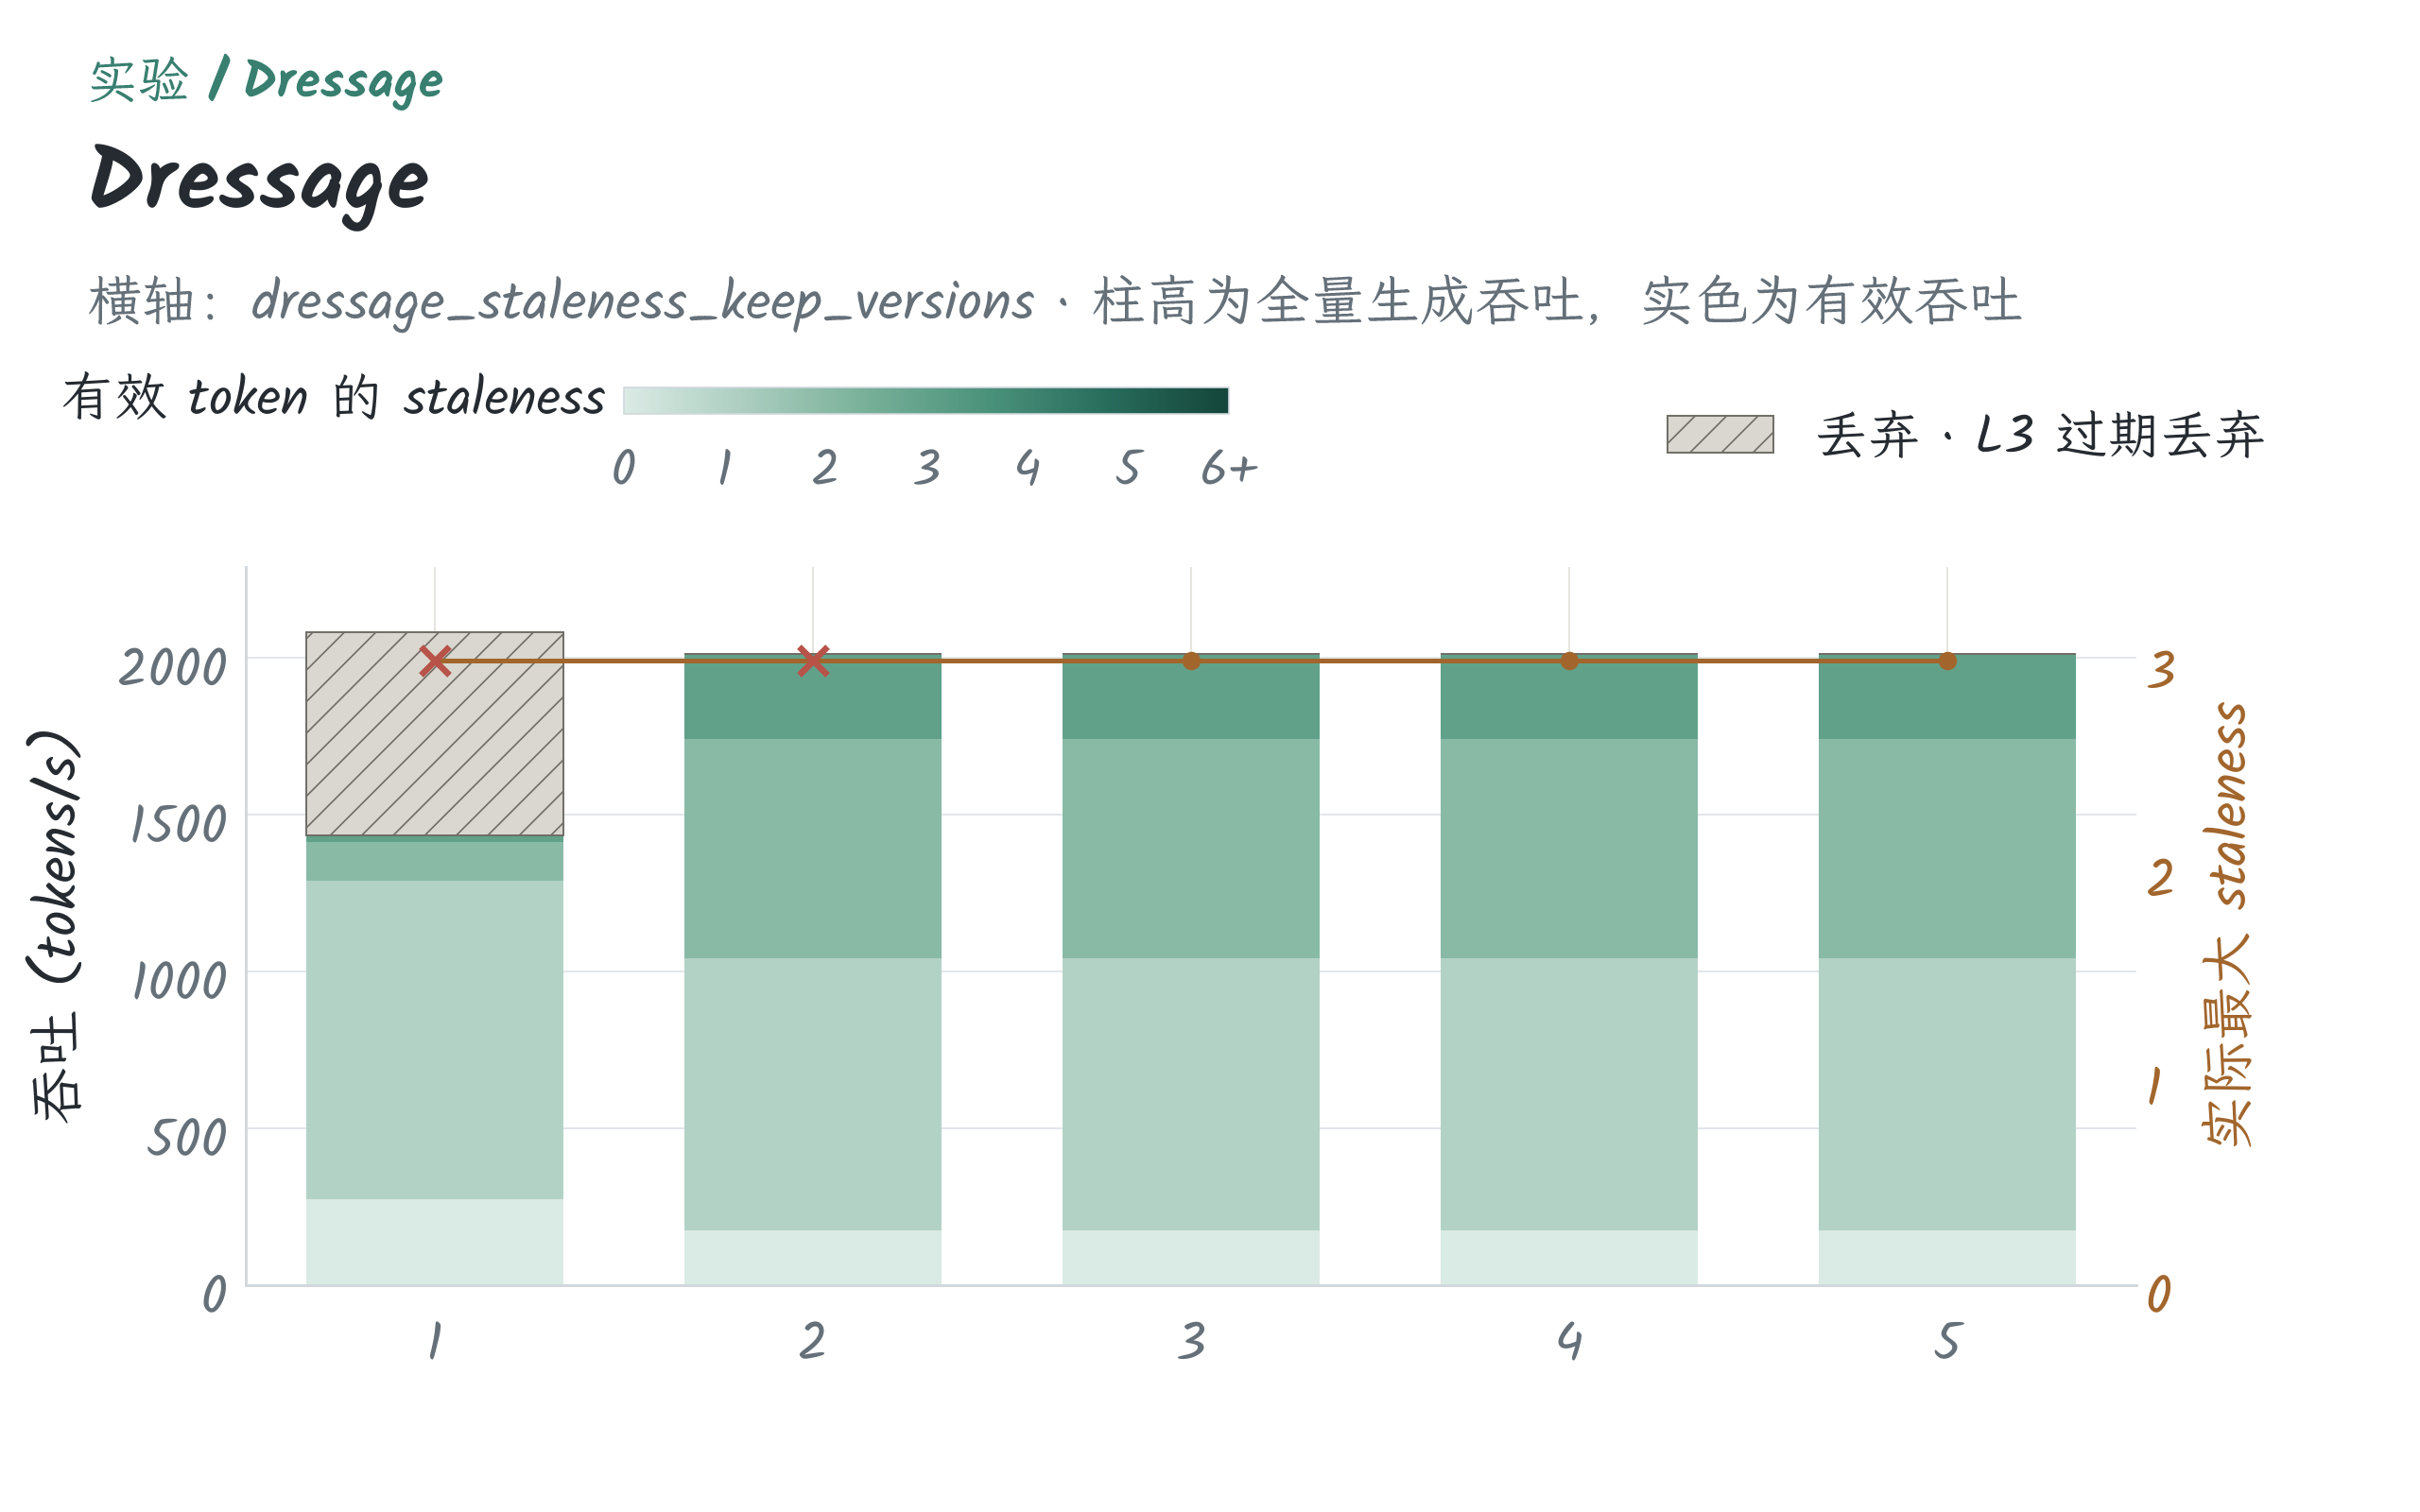 实验 / Dressage
Dressage
横轴： dressage_staleness_keep_versions · 柱高为全量生成吞吐， 实色为有效吞吐
有效 token 的 staleness
0 1 2 3 4 5 6+
丢弃 · L3 过期丢弃
吞吐 (tokens/s)
2000
1500
1000
500
0
3
2
1
0
实际最大 staleness
1 2 3 4 5